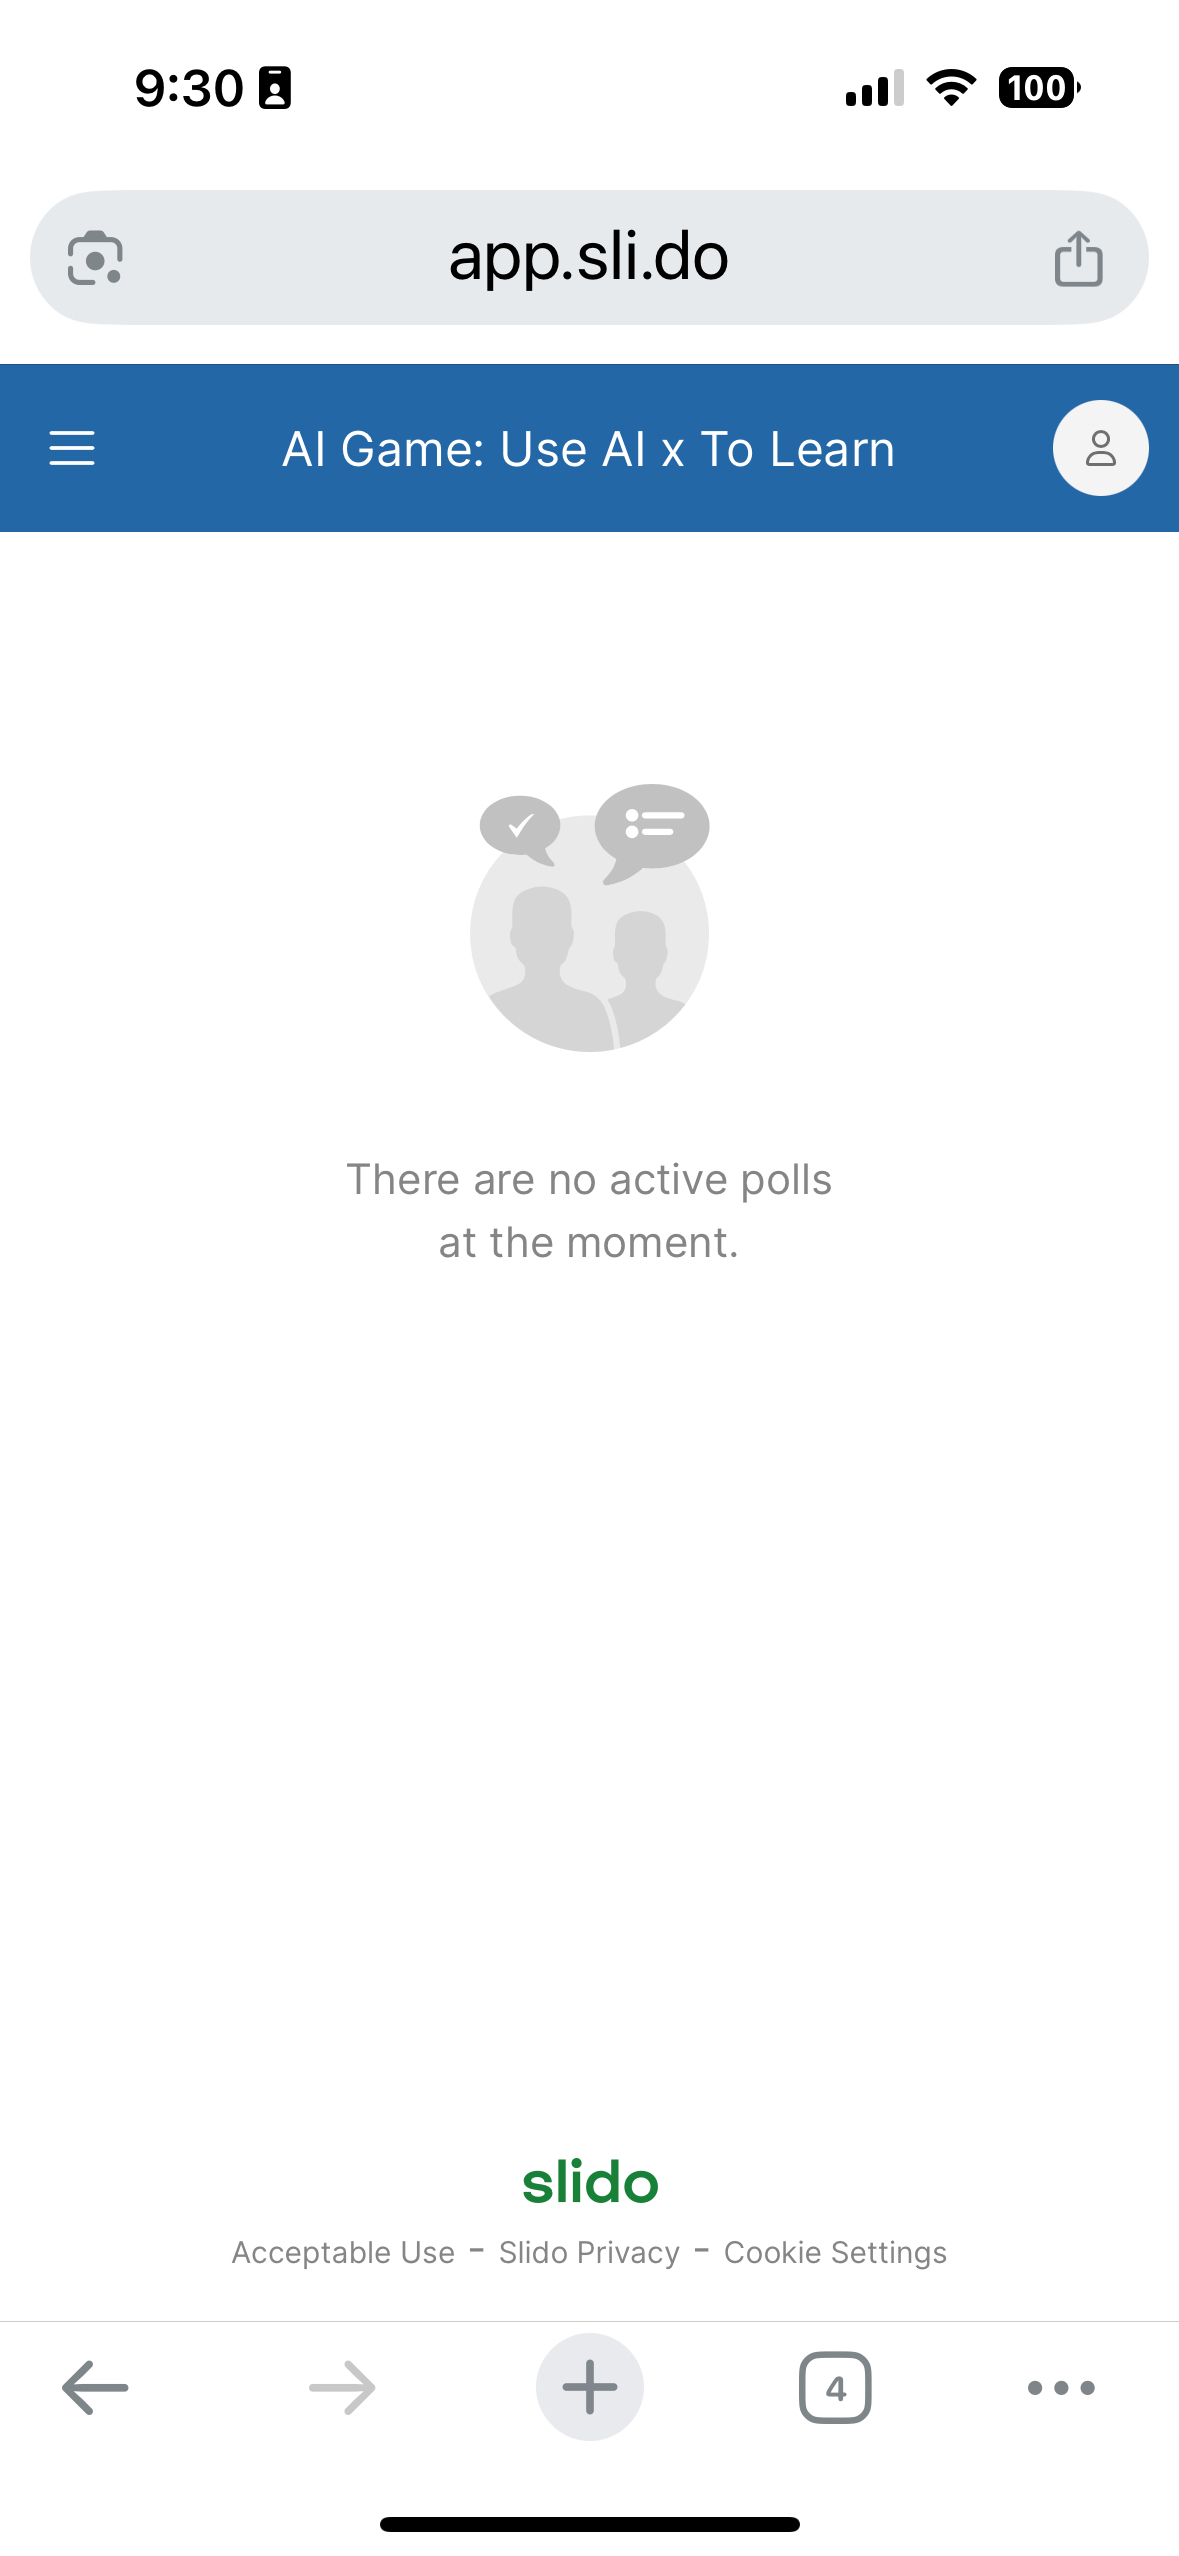 9:30
100
app.sli.do
AI Game: Use AI x To Learn
There are no active polls
at the moment.
slido
Acceptable Use - Slido Privacy - Cookie Settings
4